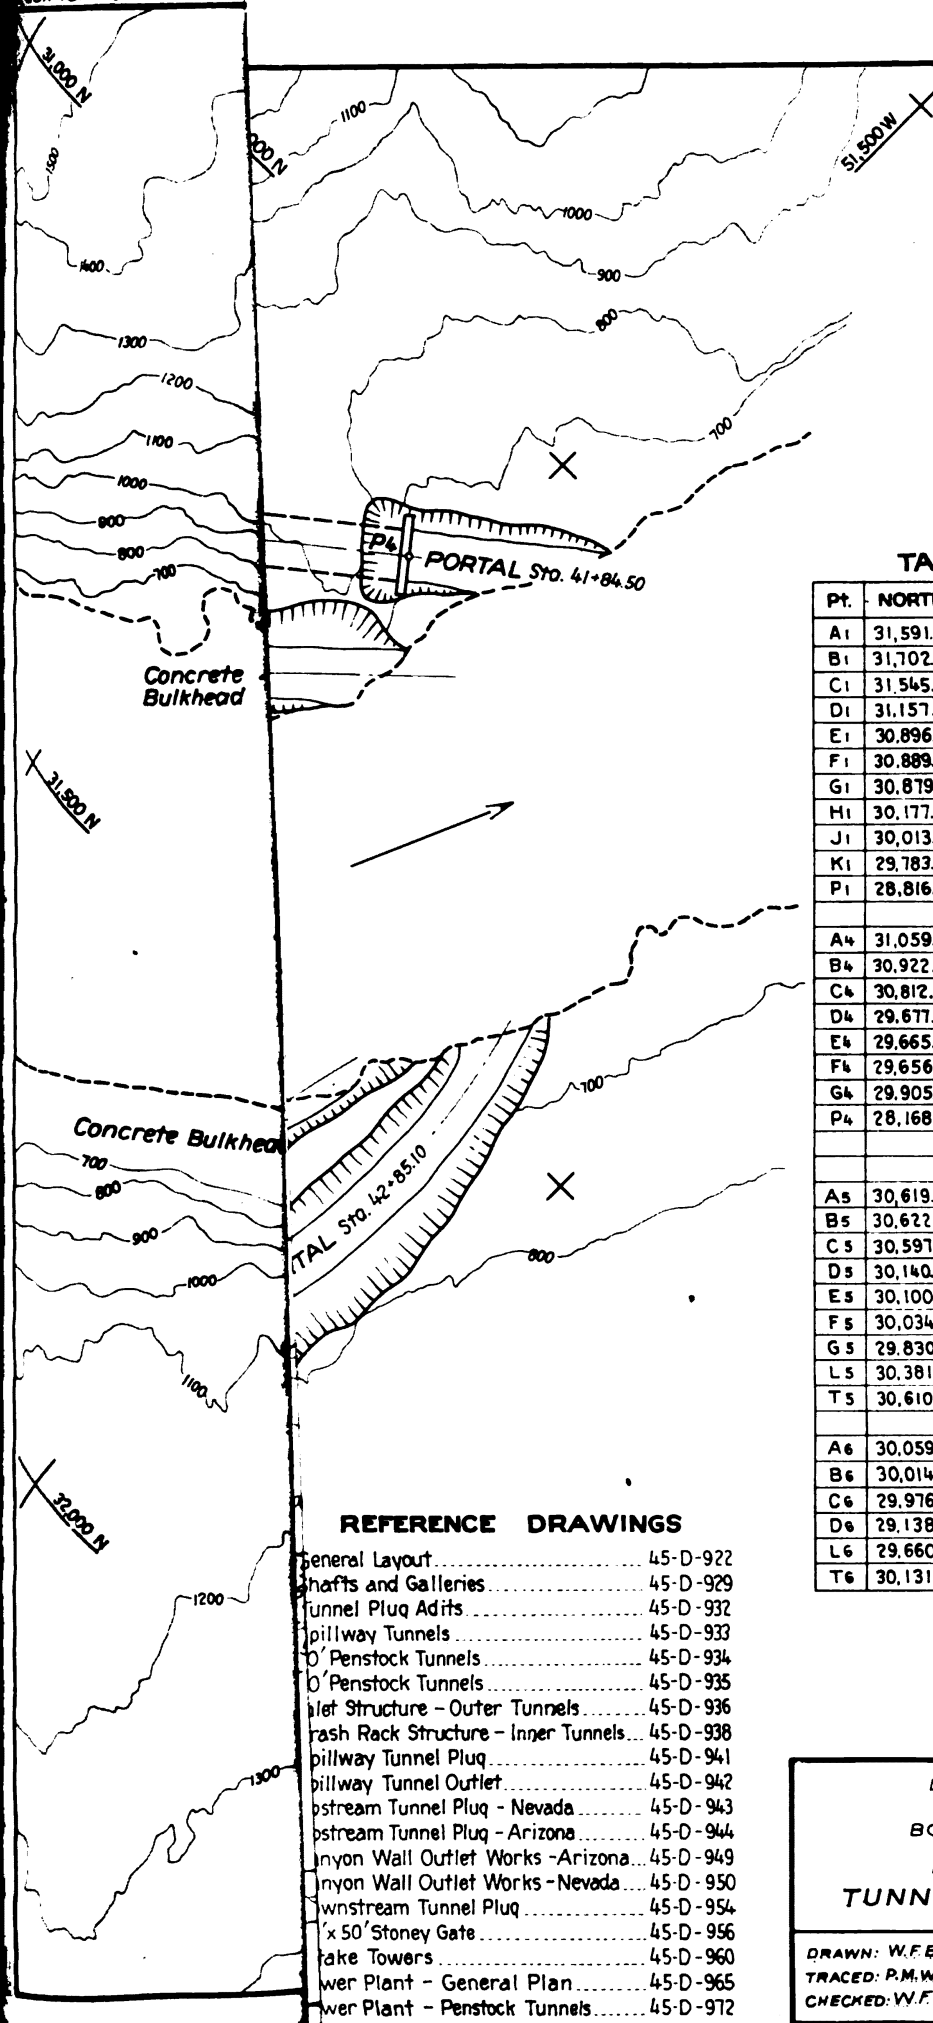 31,000 N
1500
1400
1300
1200
1100
1000
900
800
700
000 N
1100
51,500 W
1000
900
800
700
P4
PORTAL Sta. 41+84.50
Concrete
Bulkhead
31,500 N
Concrete Bulkhea
700
800
900
1000
1100
TAL Sta. 42+85.10
700
800
32,000 N
1200
1300
TA
Pt. NORT
A1 31,591.
B1 31,702
C1 31,545.
D1 31,157.
E1 30,896
F1 30,889.
G1 30,879
H1 30,177.
J1 30,013.
K1 29,783.
P1 28,816.
A4 31,059.
B4 30,922.
C4 30,812.
D4 29,677.
E4 29,665.
F4 29,656
G4 29,905
P4 28,168
A5 30,619.
B5 30,622
C5 30,597
D5 30,140.
E5 30,100
F5 30,034
G5 29,830
L5 30,381
T5 30,610
A6 30,059
B6 30,014
C6 29,976
D6 29,138
L6 29,660
T6 30,131
REFERENCE DRAWINGS
eneral Layout 45-D-922
hafts and Galleries 45-D-929
unnel Plug Adits 45-D-932
pillway Tunnels 45-D-933
0' Penstock Tunnels 45-D-934
0' Penstock Tunnels 45-D-935
let Structure - Outer Tunnels 45-D-936
rash Rack Structure - Inner Tunnels 45-D-938
pillway Tunnel Plug 45-D-941
pillway Tunnel Outlet 45-D-942
pstream Tunnel Plug - Nevada 45-D-943
pstream Tunnel Plug - Arizona 45-D-944
nyon Wall Outlet Works - Arizona 45-D-949
nyon Wall Outlet Works - Nevada 45-D-950
wnstream Tunnel Plug 45-D-954
' x 50' Stoney Gate 45-D-956
take Towers 45-D-960
wer Plant - General Plan 45-D-965
wer Plant - Penstock Tunnels 45-D-972
BO
TUNN
DRAWN: W.F.E
TRACED: P.M.W
CHECKED: W.F.